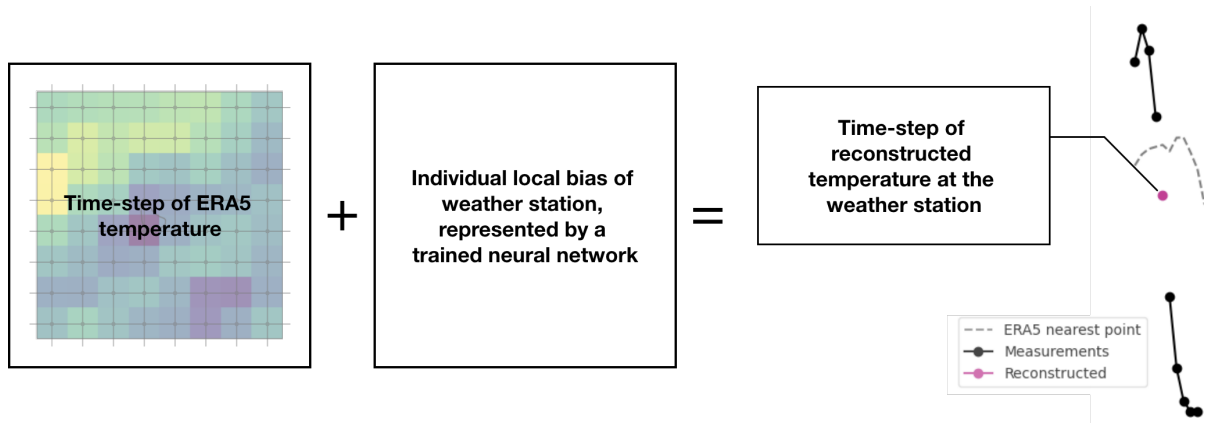 Time-step of ERA5
temperature
+
Individual local bias of
weather station,
represented by a
trained neural network
=
Time-step of
reconstructed
temperature at the
weather station
ERA5 nearest point
Measurements
Reconstructed